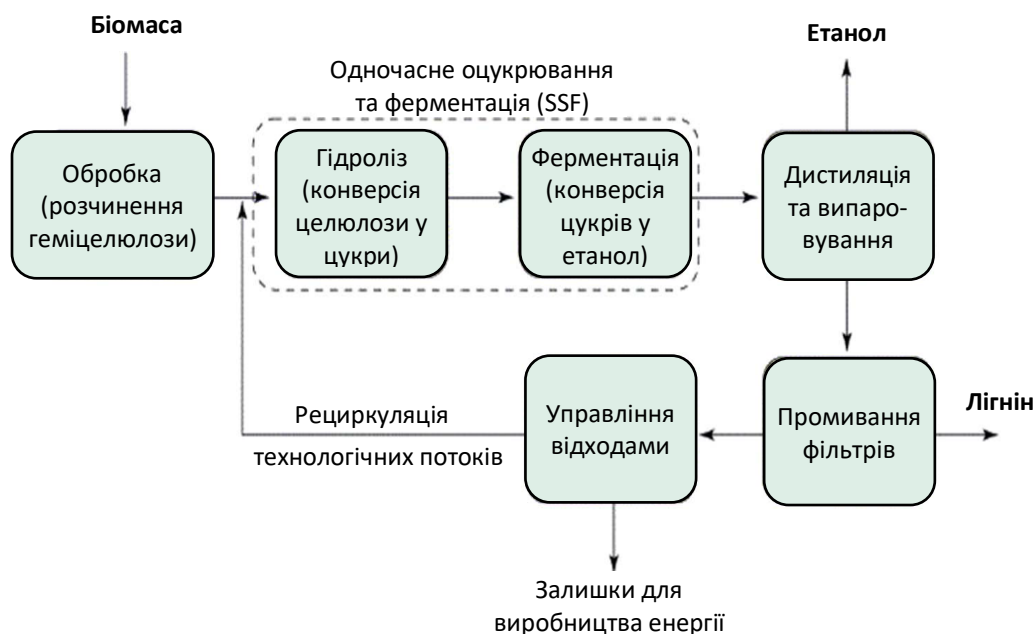 Біомаса
Етанол
Одночасне оцукрювання
та ферментація (SSF)
Обробка
(розчинення
геміцелюлози)
Гідроліз
(конверсія
целюлози у
цукри)
Ферментація
(конверсія
цукрів у
етанол)
Дистиляція
та випаро-
вування
Рециркуляція
технологічних потоків
Управління
відходами
Промивання
фільтрів
Лігнін
Залишки для
виробництва енергії